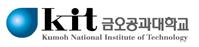 kit 금오공과대학교
Kumoh National Institute of Technology